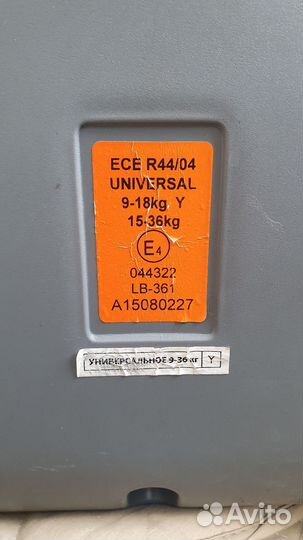 ECE R44/04
UNIVERSAL
9-18kg Y
15-36kg
E4
044322
LB-361
A15080227
УНИВЕРСАЛЬНОЕ 9-36 кг Y
Avito